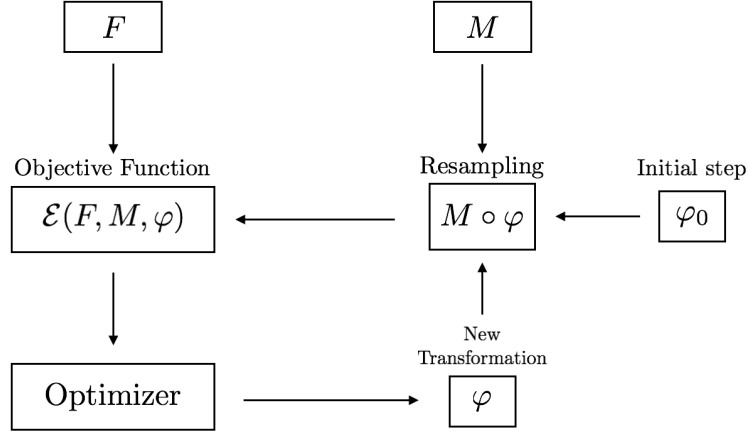 F
M
Objective Function
Resampling
Initial step
ℰ(F, M, φ)
M ∘ φ
φ₀
New
Transformation
Optimizer
φ